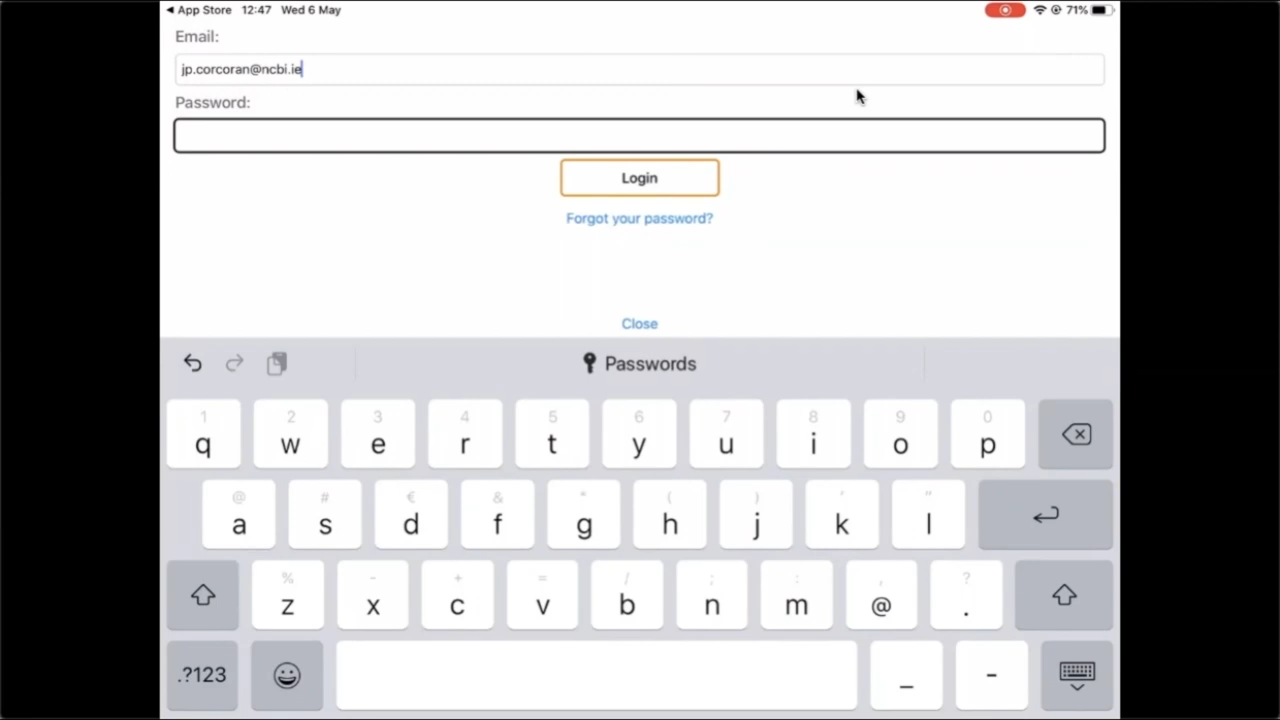 App Store 12:47 Wed 6 May 71%
Email:
jp.corcoran@ncbi.ie
Password:
Login
Forgot your password?
Close
Passwords
1 2 3 4 5 6 7 8 9 0
q w e r t y u i o p
@ # € & * ( ) ' "
a s d f g h j k l
% - + = / ; : , ?
z x c v b n m @ .
.?123 _ -